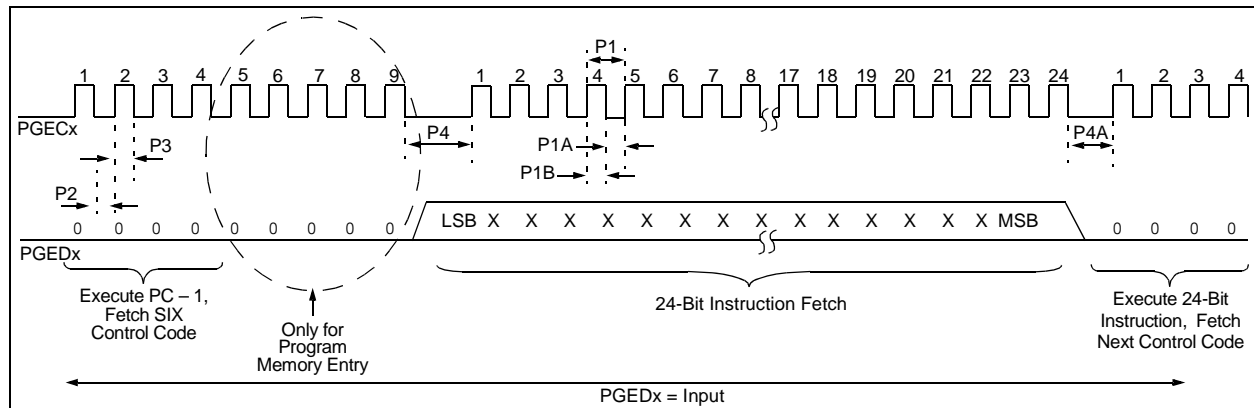 P1
1 2 3 4 5 6 7 8 9 1 2 3 4 5 6 7 8 17 18 19 20 21 22 23 24 1 2 3 4
PGECx
P4
P4A
P3
P1A
P1B
P2
LSB X X X X X X X X X X X MSB
0 0 0 0 0 0 0 0 0 0 0 0 0
PGEDx
Execute PC – 1,
Fetch SIX
Control Code
Only for
Program
Memory Entry
24-Bit Instruction Fetch
Execute 24-Bit
Instruction, Fetch
Next Control Code
PGEDx = Input